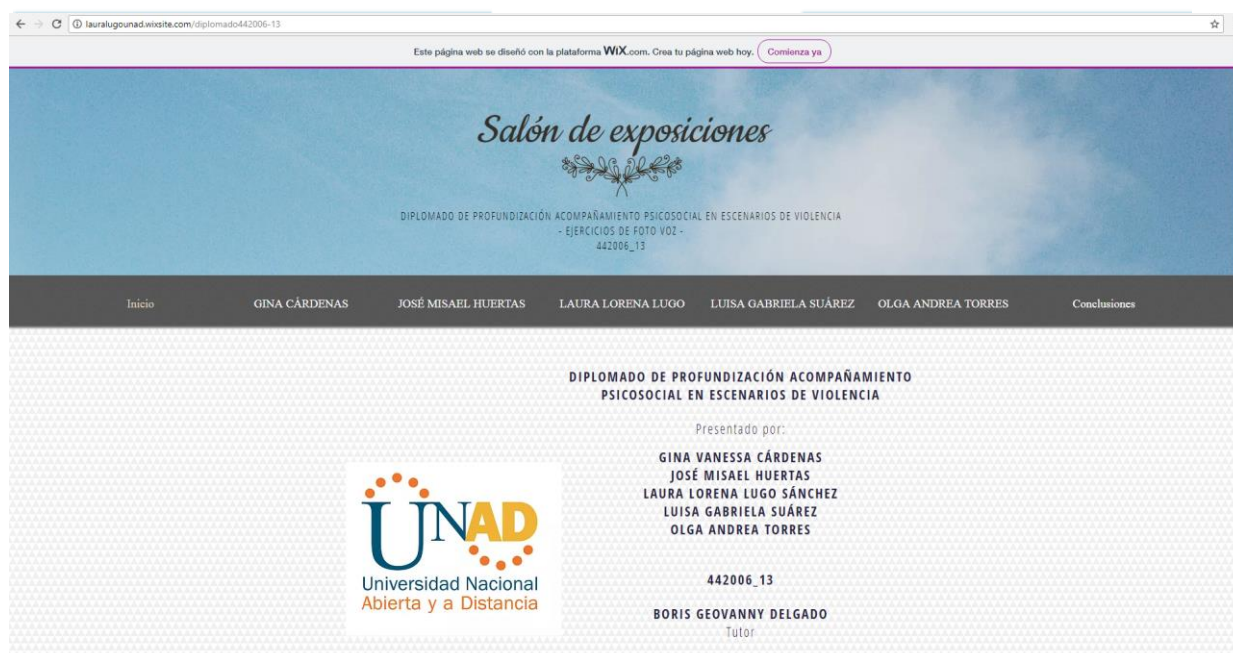 lauralugounad.wixsite.com/diplomado442006-13
Este página web se diseñó con la plataforma WiX.com. Crea tu página web hoy. Comienza ya
Salón de exposiciones
DIPLOMADO DE PROFUNDIZACIÓN ACOMPAÑAMIENTO PSICOSOCIAL EN ESCENARIOS DE VIOLENCIA
- EJERCICIOS DE FOTO VOZ -
442006_13
Inicio GINA CÁRDENAS JOSÉ MISAEL HUERTAS LAURA LORENA LUGO LUISA GABRIELA SUÁREZ OLGA ANDREA TORRES Conclusiones
DIPLOMADO DE PROFUNDIZACIÓN ACOMPAÑAMIENTO
PSICOSOCIAL EN ESCENARIOS DE VIOLENCIA
Presentado por:
GINA VANESSA CÁRDENAS
JOSÉ MISAEL HUERTAS
LAURA LORENA LUGO SÁNCHEZ
LUISA GABRIELA SUÁREZ
OLGA ANDREA TORRES
442006_13
BORIS GEOVANNY DELGADO
Tutor
UNAD
Universidad Nacional
Abierta y a Distancia